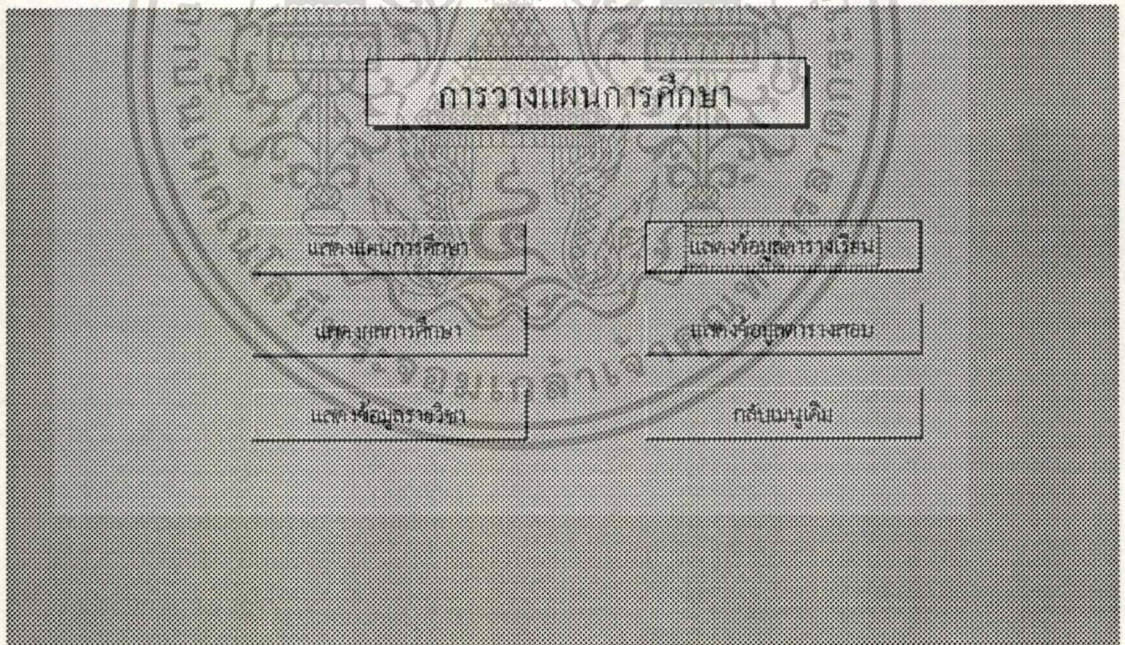 การวางแผนการศึกษา
แสดงแผนการศึกษา
แสดงข้อมูลตารางเรียน
แสดงผลการศึกษา
แสดงข้อมูลตารางสอบ
แสดงข้อมูลรายวิชา
กลับเมนูเดิม